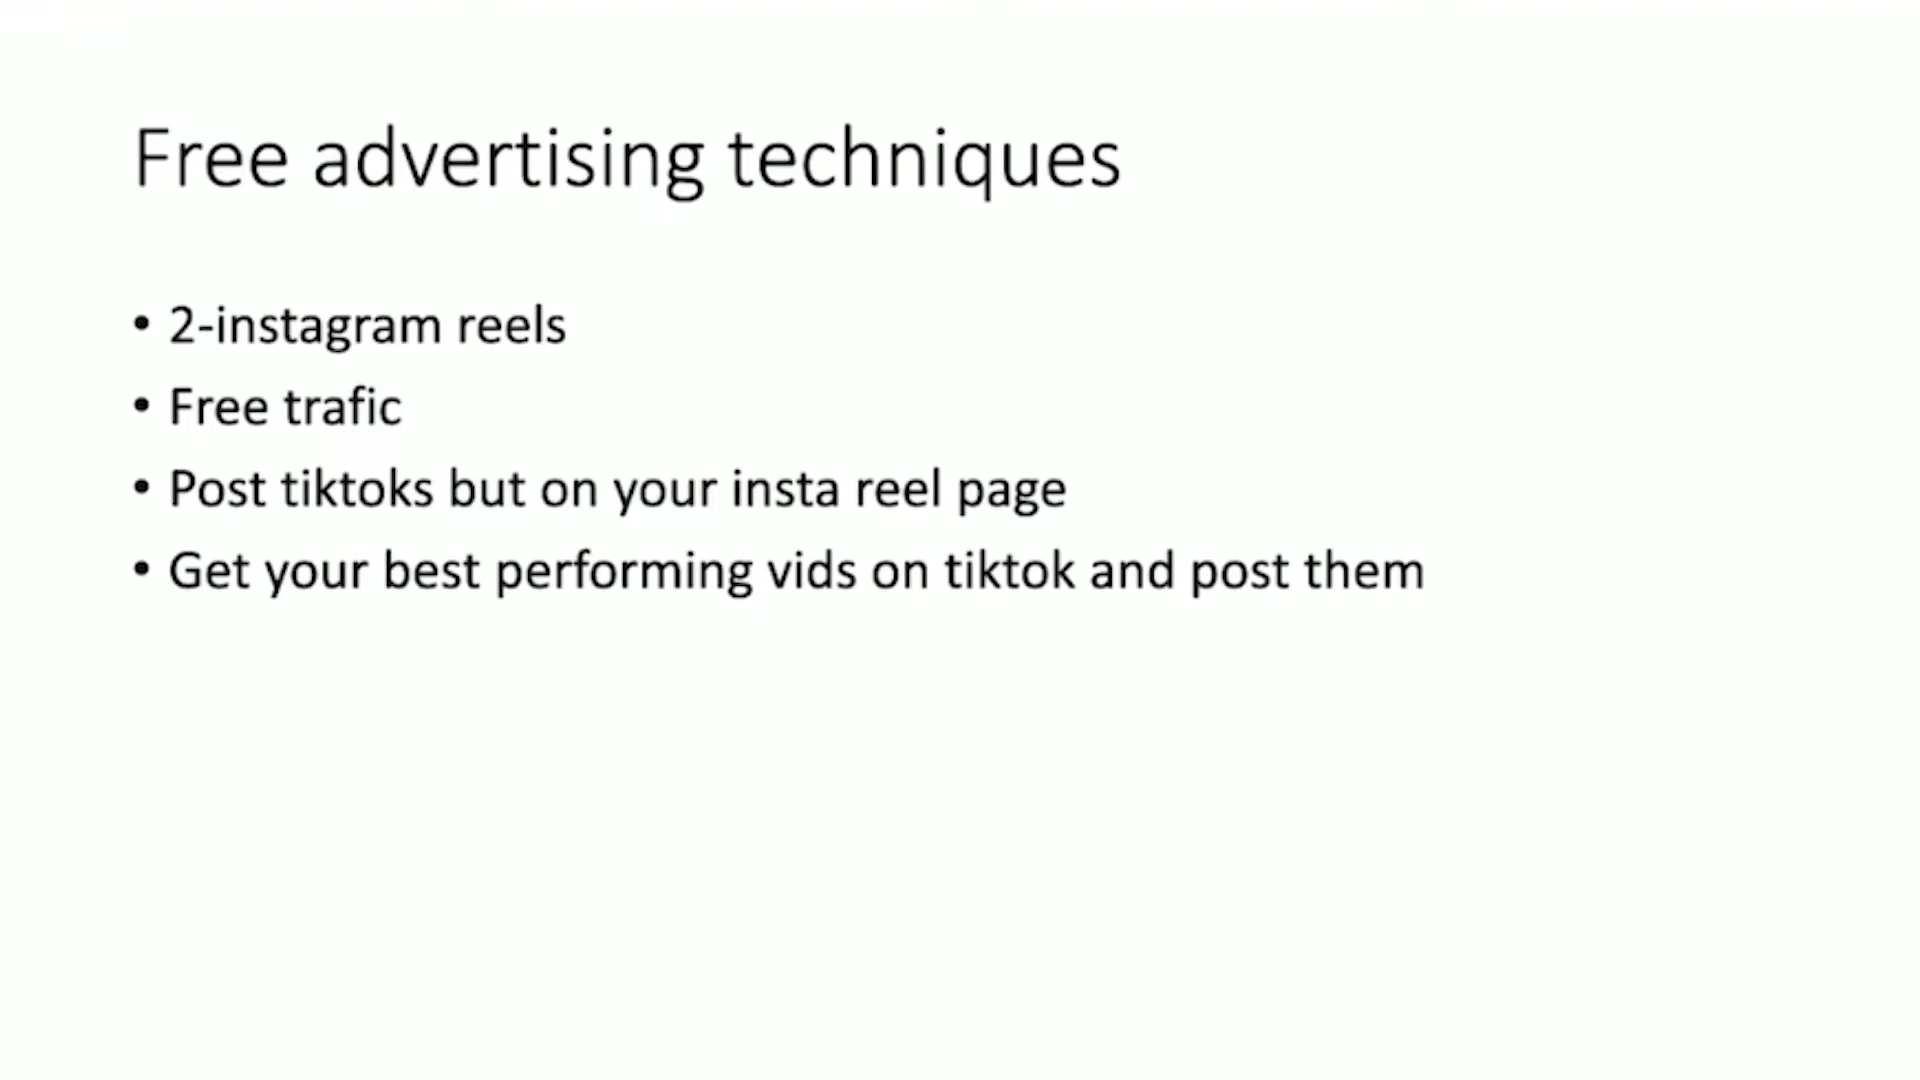 Free advertising techniques
• 2-instagram reels
• Free trafic
• Post tiktoks but on your insta reel page
• Get your best performing vids on tiktok and post them